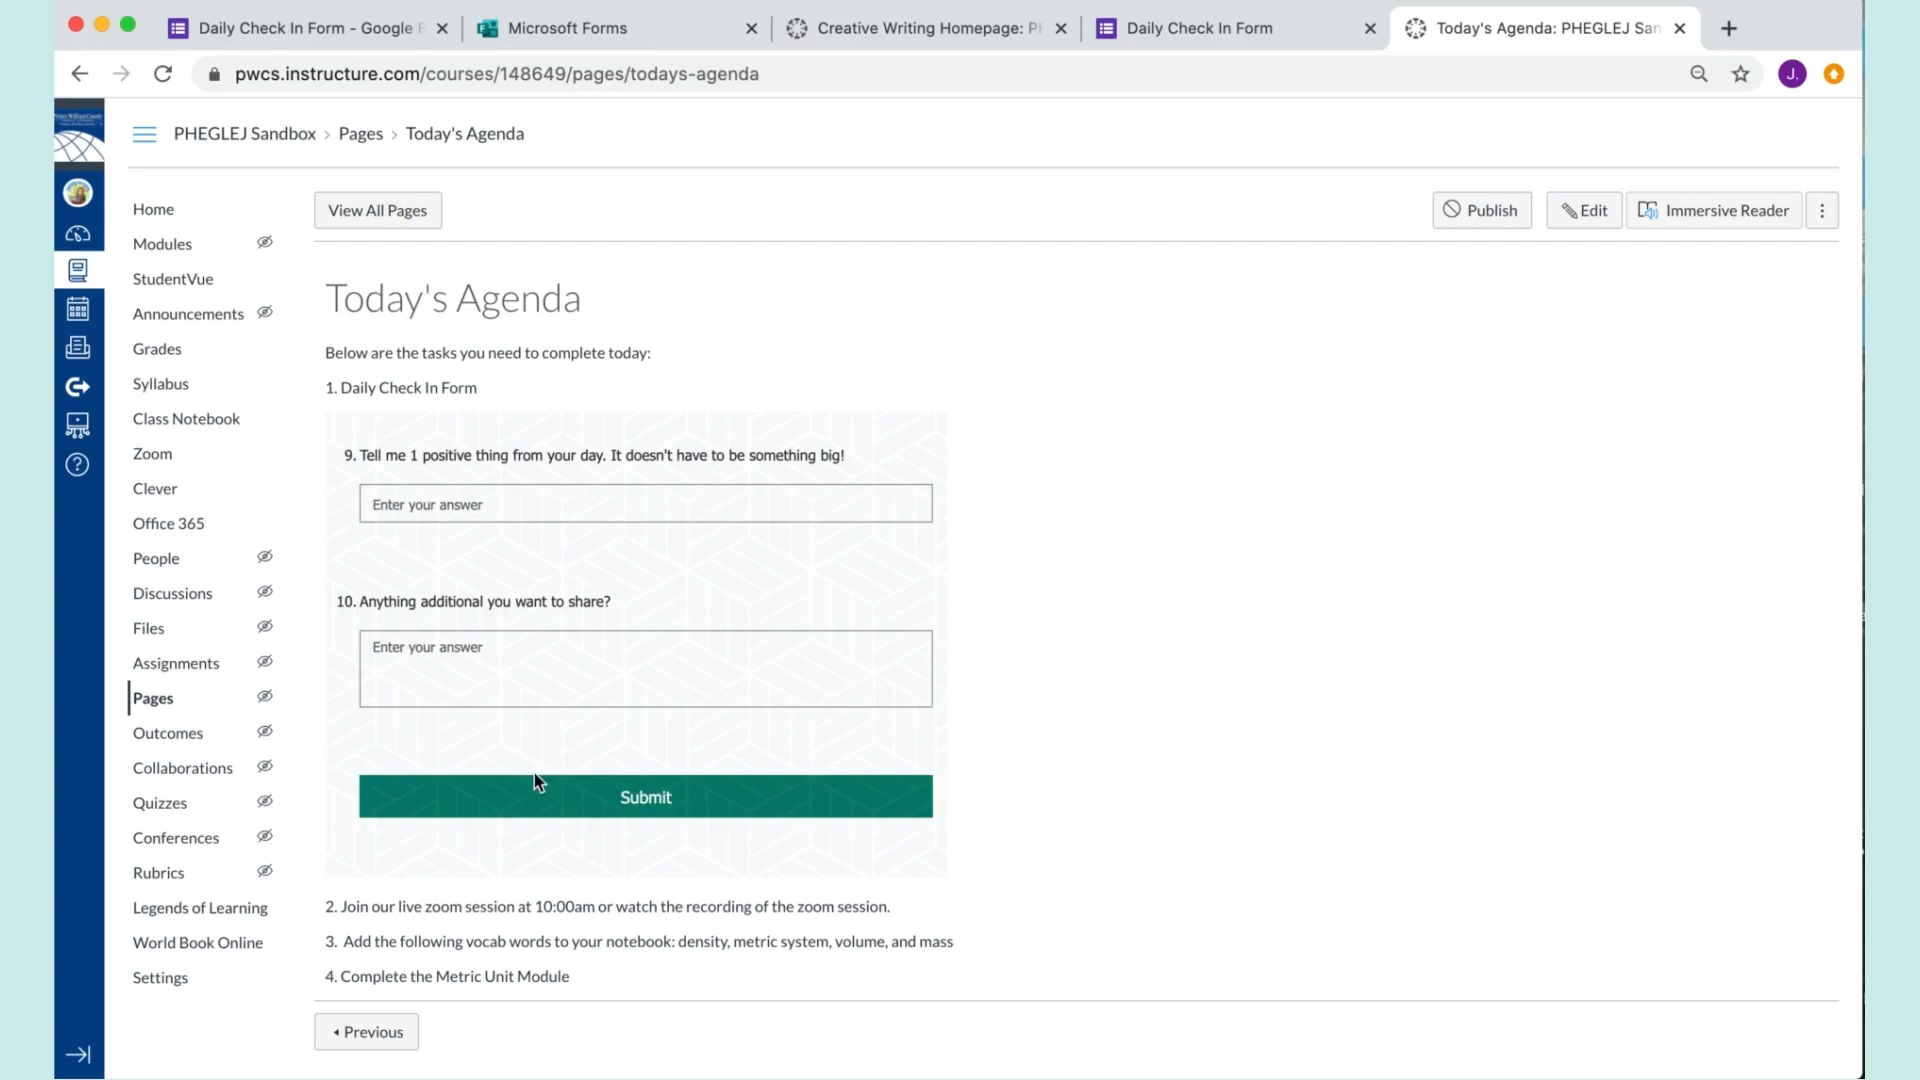 Daily Check In Form - Google F
Microsoft Forms
Creative Writing Homepage: PH
Daily Check In Form
Today's Agenda: PHEGLEJ San
pwcs.instructure.com/courses/148649/pages/todays-agenda
J.
PHEGLEJ Sandbox › Pages › Today's Agenda
Home
Modules
StudentVue
Announcements
Grades
Syllabus
Class Notebook
Zoom
Clever
Office 365
People
Discussions
Files
Assignments
Pages
Outcomes
Collaborations
Quizzes
Conferences
Rubrics
Legends of Learning
World Book Online
Settings
View All Pages
Publish
Edit
Immersive Reader
Today's Agenda
Below are the tasks you need to complete today:
1. Daily Check In Form
9. Tell me 1 positive thing from your day. It doesn't have to be something big!
Enter your answer
10. Anything additional you want to share?
Enter your answer
Submit
2. Join our live zoom session at 10:00am or watch the recording of the zoom session.
3. Add the following vocab words to your notebook: density, metric system, volume, and mass
4. Complete the Metric Unit Module
Previous